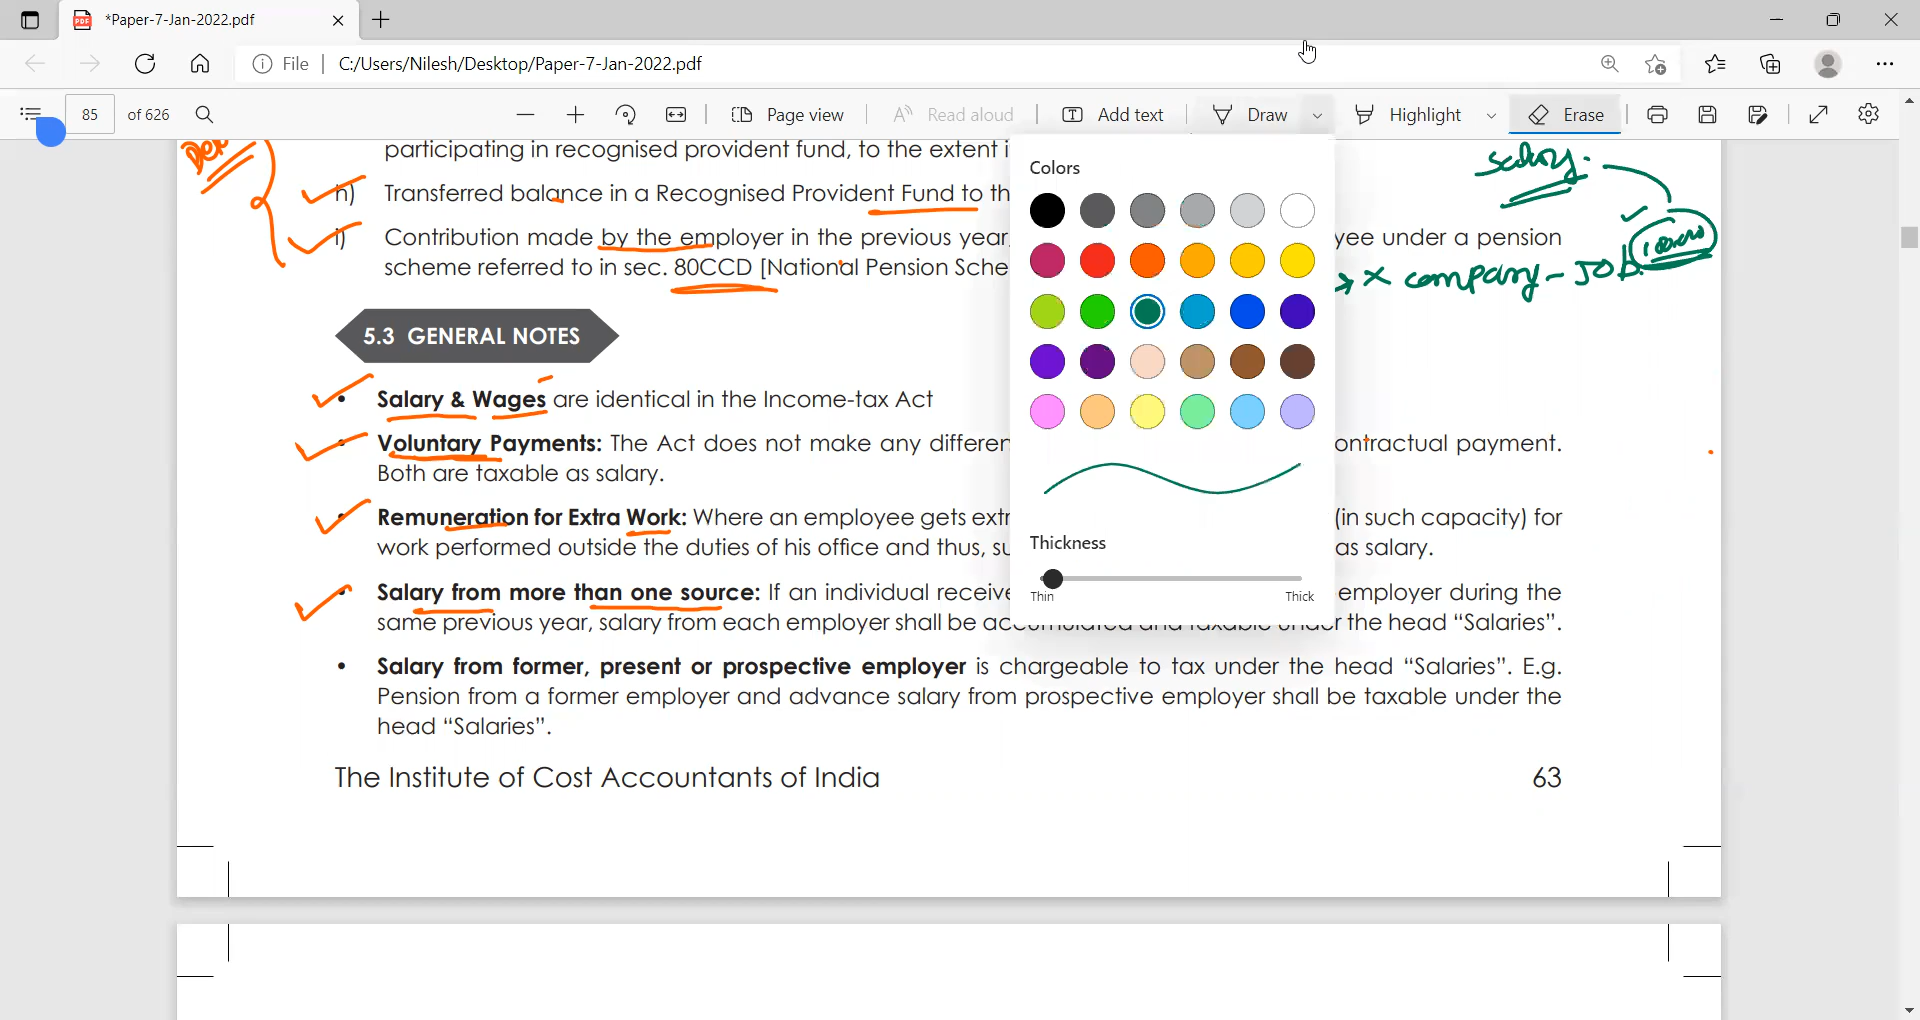 *Paper-7-Jan-2022.pdf
File C:/Users/Nilesh/Desktop/Paper-7-Jan-2022.pdf
85 of 626 Page view Read aloud Add text Draw Highlight Erase
participating in recognised provident fund, to the extent i
salary.
h) Transferred balance in a Recognised Provident Fund to th
i) Contribution made by the employer in the previous year, yee under a pension
scheme referred to in sec. 80CCD [National Pension Sche
x company - JOB.
5.3 GENERAL NOTES
• Salary & Wages are identical in the Income-tax Act
• Voluntary Payments: The Act does not make any differen ontractual payment.
Both are taxable as salary.
• Remuneration for Extra Work: Where an employee gets extr (in such capacity) for
work performed outside the duties of his office and thus, su as salary.
• Salary from more than one source: If an individual receive employer during the
same previous year, salary from each employer shall be accumulated and taxable under the head “Salaries”.
• Salary from former, present or prospective employer is chargeable to tax under the head “Salaries”. E.g.
Pension from a former employer and advance salary from prospective employer shall be taxable under the
head “Salaries”.
The Institute of Cost Accountants of India 63
Colors
Thickness
Thin Thick